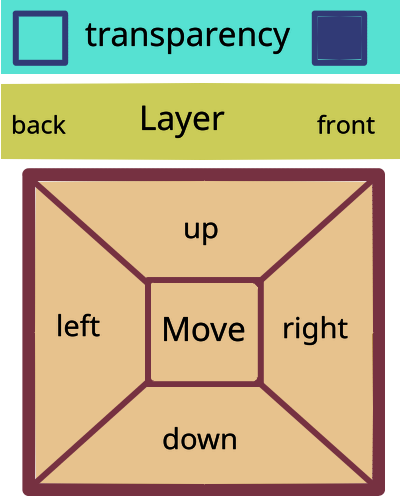 transparency
back Layer front
up
left Move right
down